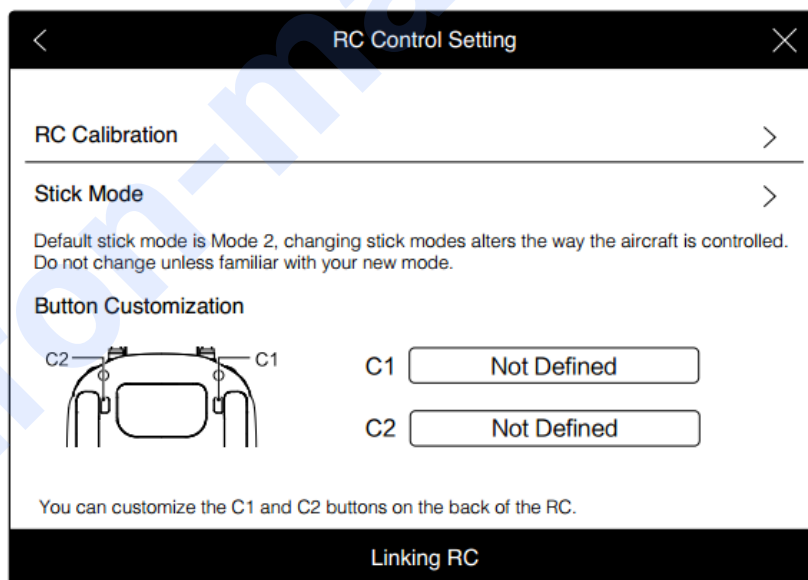 RC Control Setting
RC Calibration
Stick Mode
Default stick mode is Mode 2, changing stick modes alters the way the aircraft is controlled.
Do not change unless familiar with your new mode.
Button Customization
C2 C1
C1 Not Defined
C2 Not Defined
You can customize the C1 and C2 buttons on the back of the RC.
Linking RC